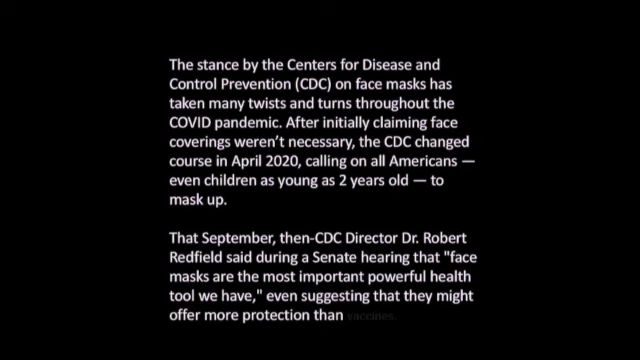 The stance by the Centers for Disease and
Control Prevention (CDC) on face masks has
taken many twists and turns throughout the
COVID pandemic. After initially claiming face
coverings weren't necessary, the CDC changed
course in April 2020, calling on all Americans —
even children as young as 2 years old — to
mask up.
That September, then-CDC Director Dr. Robert
Redfield said during a Senate hearing that "face
masks are the most important powerful health
tool we have," even suggesting that they might
offer more protection than vaccines.